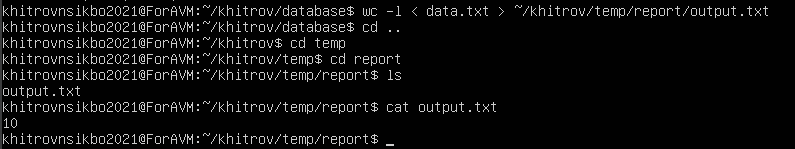 khitrovnsikbo2021@ForAVM:~/khitrov/database$ wc -l < data.txt > ~/khitrov/temp/report/output.txt
khitrovnsikbo2021@ForAVM:~/khitrov/database$ cd ..
khitrovnsikbo2021@ForAVM:~/khitrov$ cd temp
khitrovnsikbo2021@ForAVM:~/khitrov/temp$ cd report
khitrovnsikbo2021@ForAVM:~/khitrov/temp/report$ ls
output.txt
khitrovnsikbo2021@ForAVM:~/khitrov/temp/report$ cat output.txt
10
khitrovnsikbo2021@ForAVM:~/khitrov/temp/report$ _